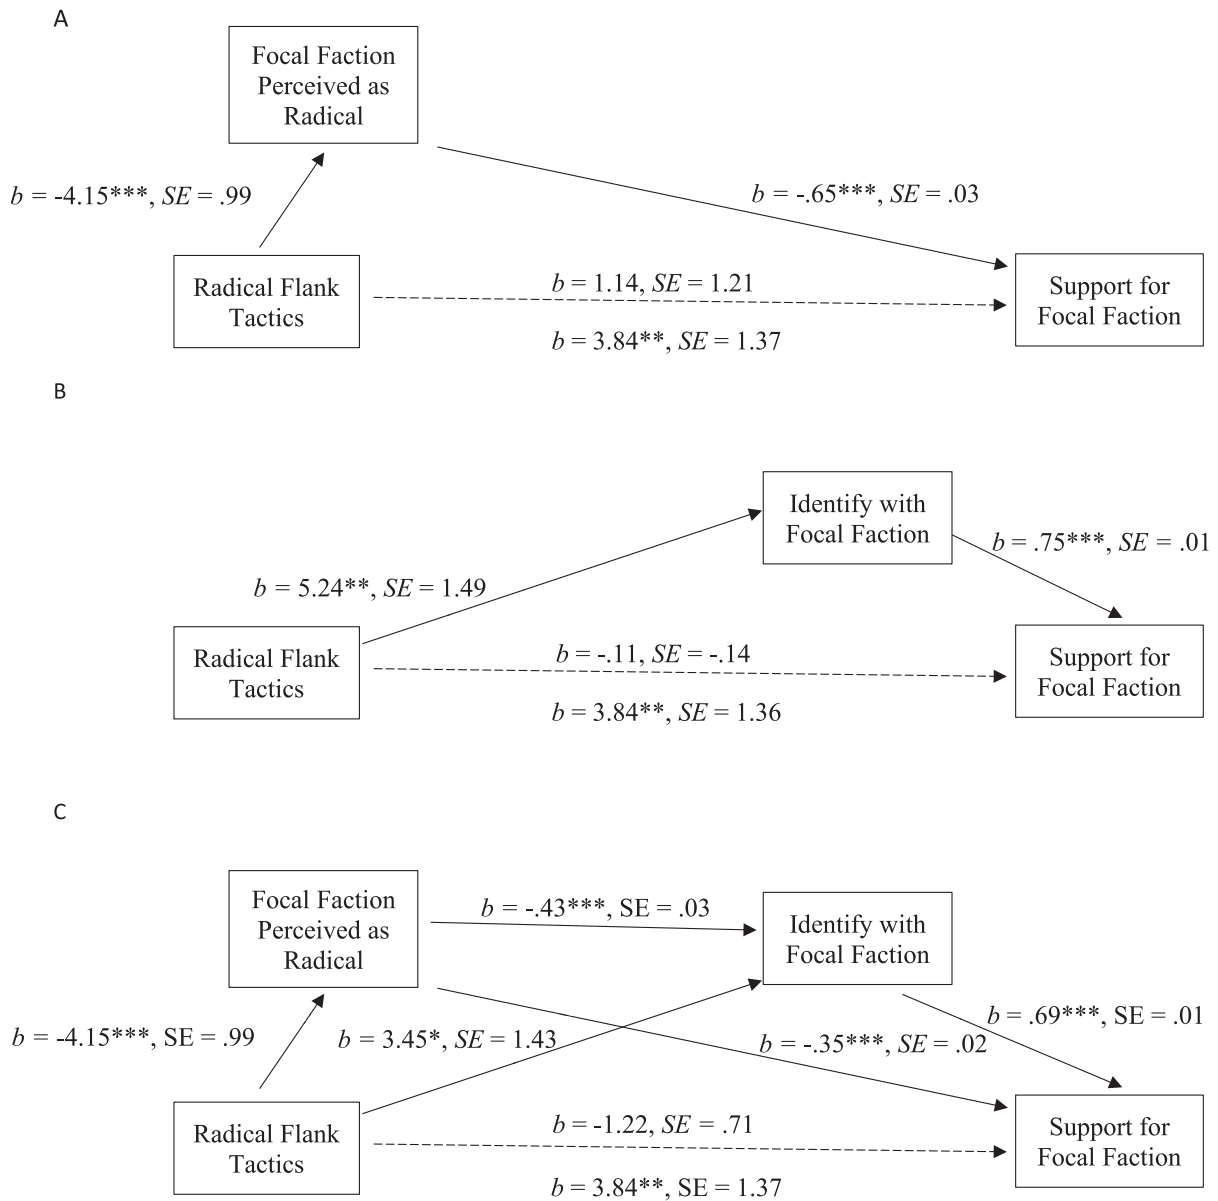 A
Focal Faction
Perceived as
Radical
b = -4.15***, SE = .99
b = -.65***, SE = .03
Radical Flank
Tactics
b = 1.14, SE = 1.21
b = 3.84**, SE = 1.37
Support for
Focal Faction
B
Identify with
Focal Faction
b = .75***, SE = .01
b = 5.24**, SE = 1.49
Radical Flank
Tactics
b = -.11, SE = -.14
b = 3.84**, SE = 1.36
Support for
Focal Faction
C
Focal Faction
Perceived as
Radical
b = -.43***, SE = .03
Identify with
Focal Faction
b = -4.15***, SE = .99
b = 3.45*, SE = 1.43
b = -.35***, SE = .02
b = .69***, SE = .01
Radical Flank
Tactics
b = -1.22, SE = .71
b = 3.84**, SE = 1.37
Support for
Focal Faction